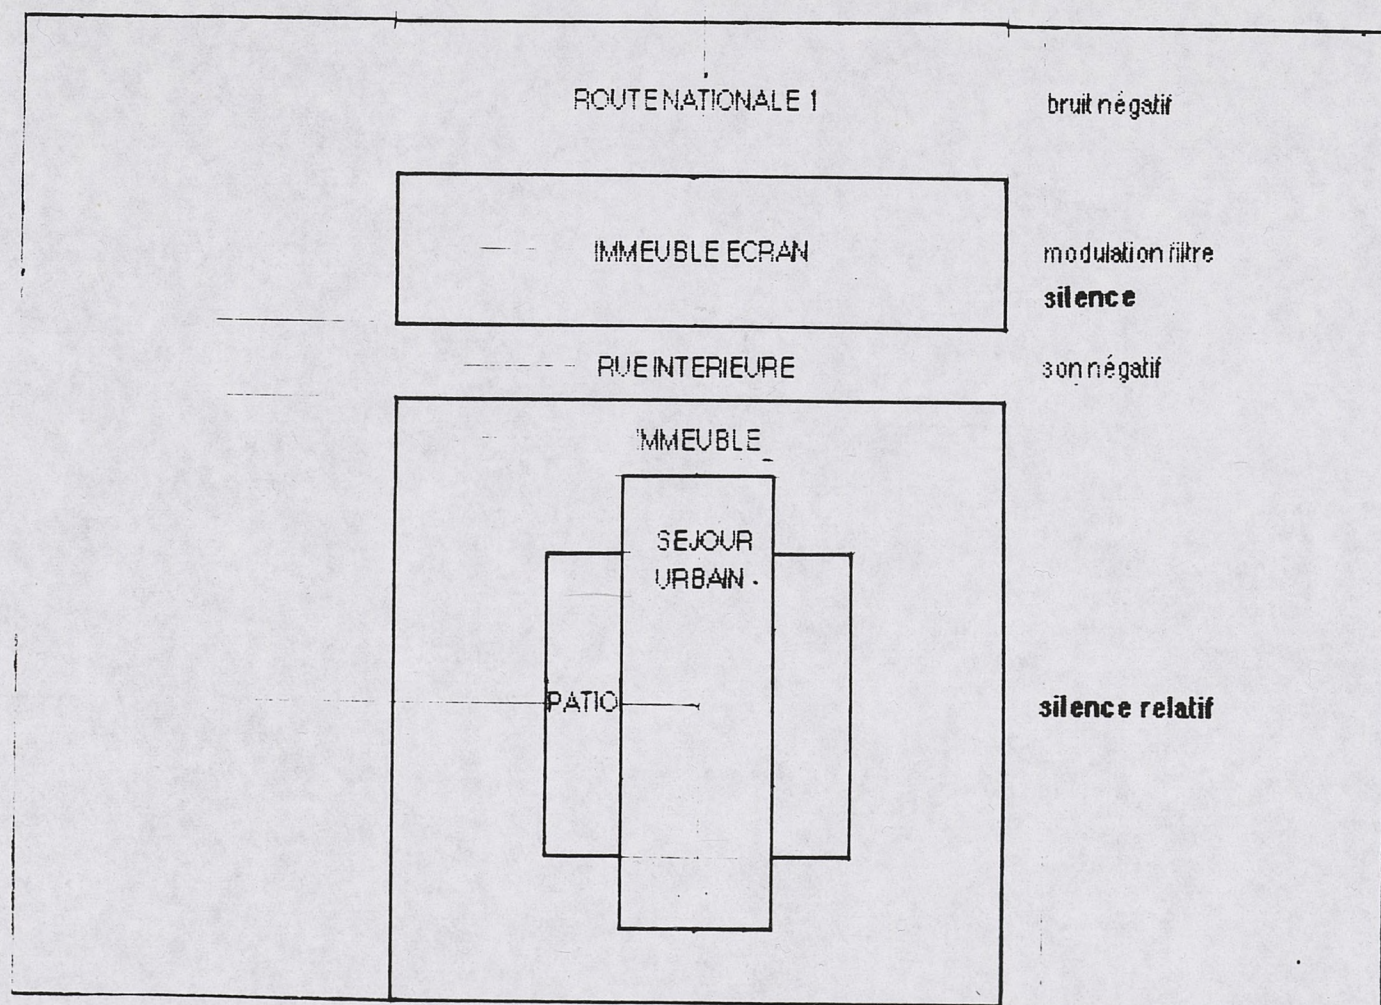 ROUTE NATIONALE 1
bruit négatif
IMMEUBLE ECRAN
modulation filtre
silence
RUE INTERIEURE
son négatif
IMMEUBLE
SEJOUR
URBAIN
PATIO
silence relatif